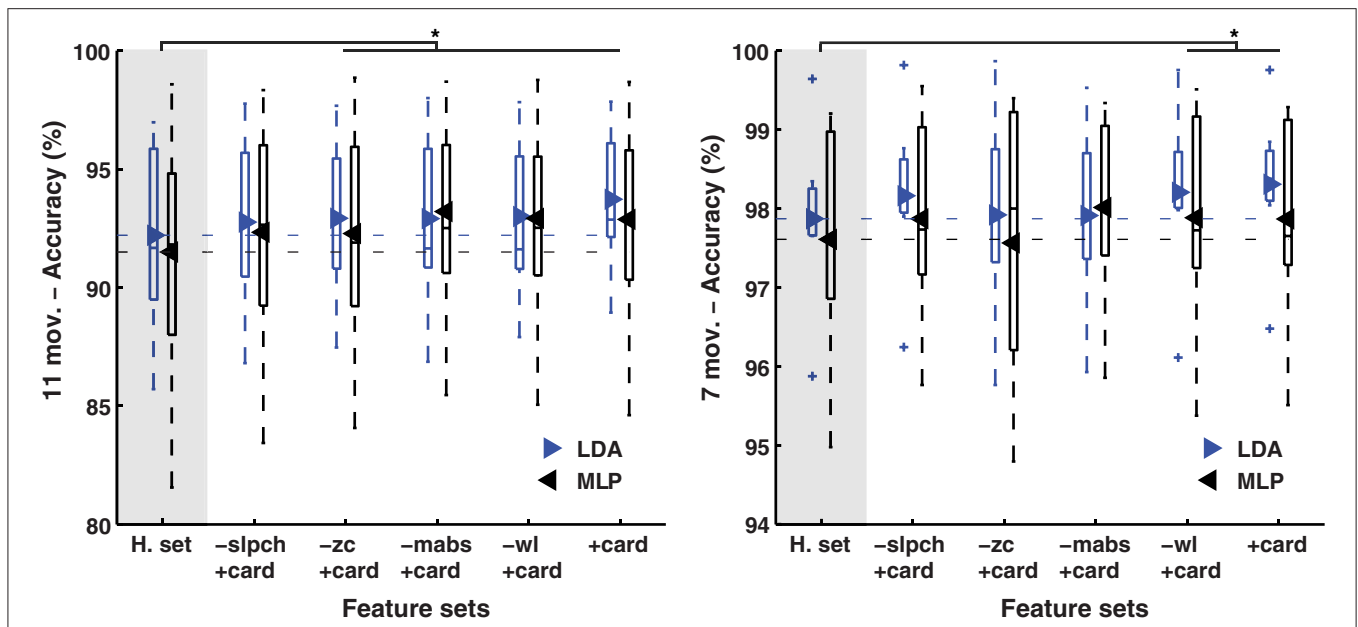 *
100
95
90
85
80
11 mov. – Accuracy (%)
LDA
MLP
H. set
–slpch
+card
–zc
+card
–mabs
+card
–wl
+card
+card
Feature sets
*
100
99
98
97
96
95
94
7 mov. – Accuracy (%)
LDA
MLP
H. set
–slpch
+card
–zc
+card
–mabs
+card
–wl
+card
+card
Feature sets